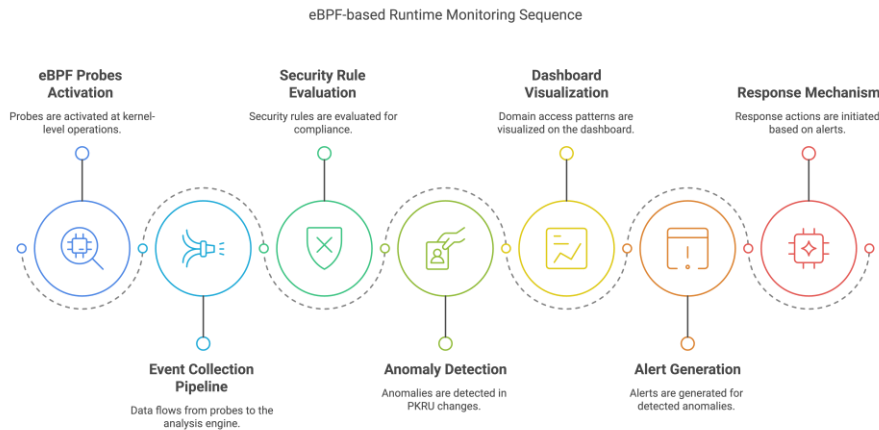 eBPF-based Runtime Monitoring Sequence
eBPF Probes
Activation
Probes are activated at kernel-
level operations.
Event Collection
Pipeline
Data flows from probes to the
analysis engine.
Security Rule
Evaluation
Security rules are evaluated for
compliance.
Anomaly Detection
Anomalies are detected in
PKRU changes.
Dashboard
Visualization
Domain access patterns are
visualized on the dashboard.
Alert Generation
Alerts are generated for
detected anomalies.
Response Mechanism
Response actions are initiated
based on alerts.